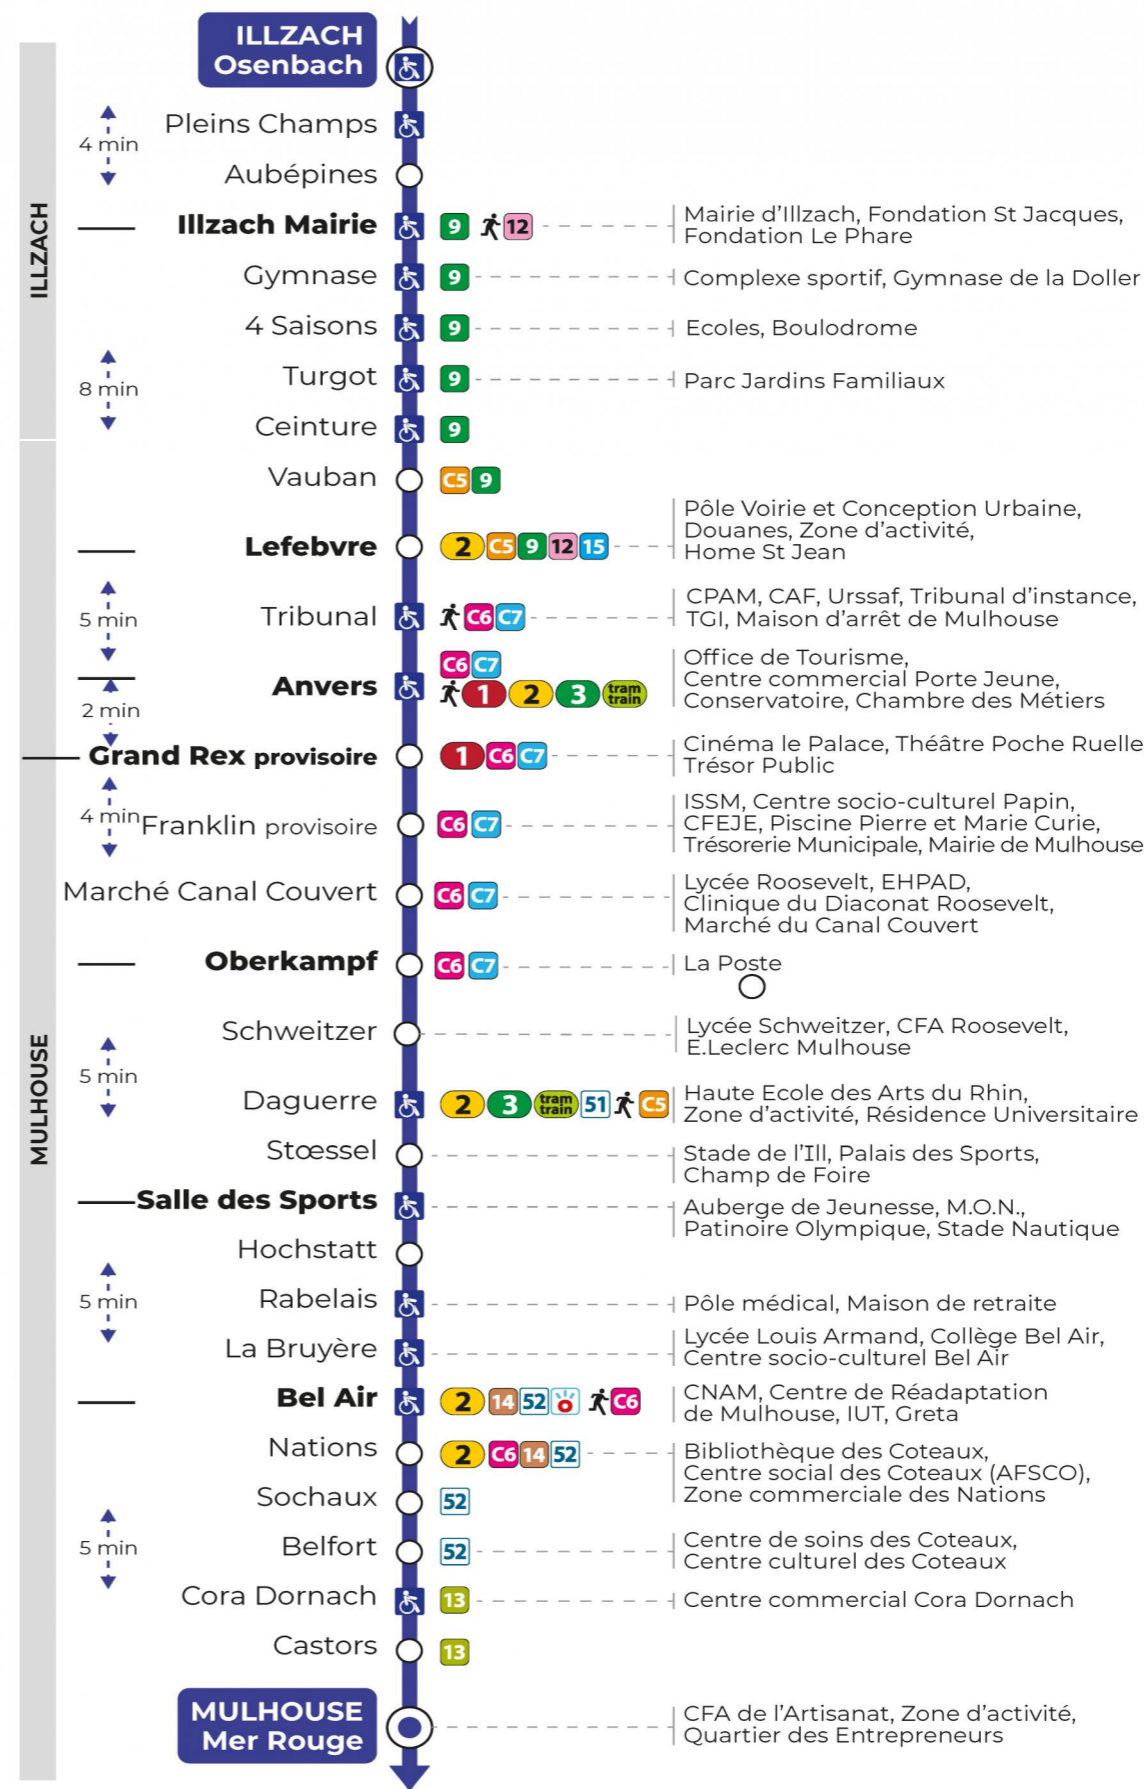 ILLZACH
Osenbach
ILLZACH
4 min
Pleins Champs
Aubépines
Illzach Mairie
9 12
Mairie d'Illzach, Fondation St Jacques,
Fondation Le Phare
Gymnase
9
Complexe sportif, Gymnase de la Doller
4 Saisons
9
Ecoles, Boulodrome
8 min
Turgot
9
Parc Jardins Familiaux
Ceinture
9
MULHOUSE
Vauban
C5 9
Lefebvre
2 C5 9 12 15
Pôle Voirie et Conception Urbaine,
Douanes, Zone d'activité,
Home St Jean
5 min
Tribunal
C6 C7
CPAM, CAF, Urssaf, Tribunal d'instance,
TGI, Maison d'arrêt de Mulhouse
Anvers
C6 C7
1 2 3 tram
train
Office de Tourisme,
Centre commercial Porte Jeune,
Conservatoire, Chambre des Métiers
2 min
Grand Rex provisoire
1 C6 C7
Cinéma le Palace, Théâtre Poche Ruelle
Trésor Public
4 min
Franklin provisoire
C6 C7
ISSM, Centre socio-culturel Papin,
CFEJE, Piscine Pierre et Marie Curie,
Trésorerie Municipale, Mairie de Mulhouse
Marché Canal Couvert
C6 C7
Lycée Roosevelt, EHPAD,
Clinique du Diaconat Roosevelt,
Marché du Canal Couvert
Oberkampf
C6 C7
La Poste
Schweitzer
Lycée Schweitzer, CFA Roosevelt,
E.Leclerc Mulhouse
5 min
Daguerre
2 3 tram
train 51 C5
Haute Ecole des Arts du Rhin,
Zone d'activité, Résidence Universitaire
Stœssel
Stade de l'Ill, Palais des Sports,
Champ de Foire
Salle des Sports
Auberge de Jeunesse, M.O.N.,
Patinoire Olympique, Stade Nautique
Hochstatt
5 min
Rabelais
Pôle médical, Maison de retraite
La Bruyère
Lycée Louis Armand, Collège Bel Air,
Centre socio-culturel Bel Air
Bel Air
2 14 52 C6
CNAM, Centre de Réadaptation
de Mulhouse, IUT, Greta
Nations
2 C6 14 52
Bibliothèque des Coteaux,
Centre social des Coteaux (AFSCO),
Zone commerciale des Nations
Sochaux
52
5 min
Belfort
52
Centre de soins des Coteaux,
Centre culturel des Coteaux
Cora Dornach
13
Centre commercial Cora Dornach
Castors
13
MULHOUSE
Mer Rouge
CFA de l'Artisanat, Zone d'activité,
Quartier des Entrepreneurs